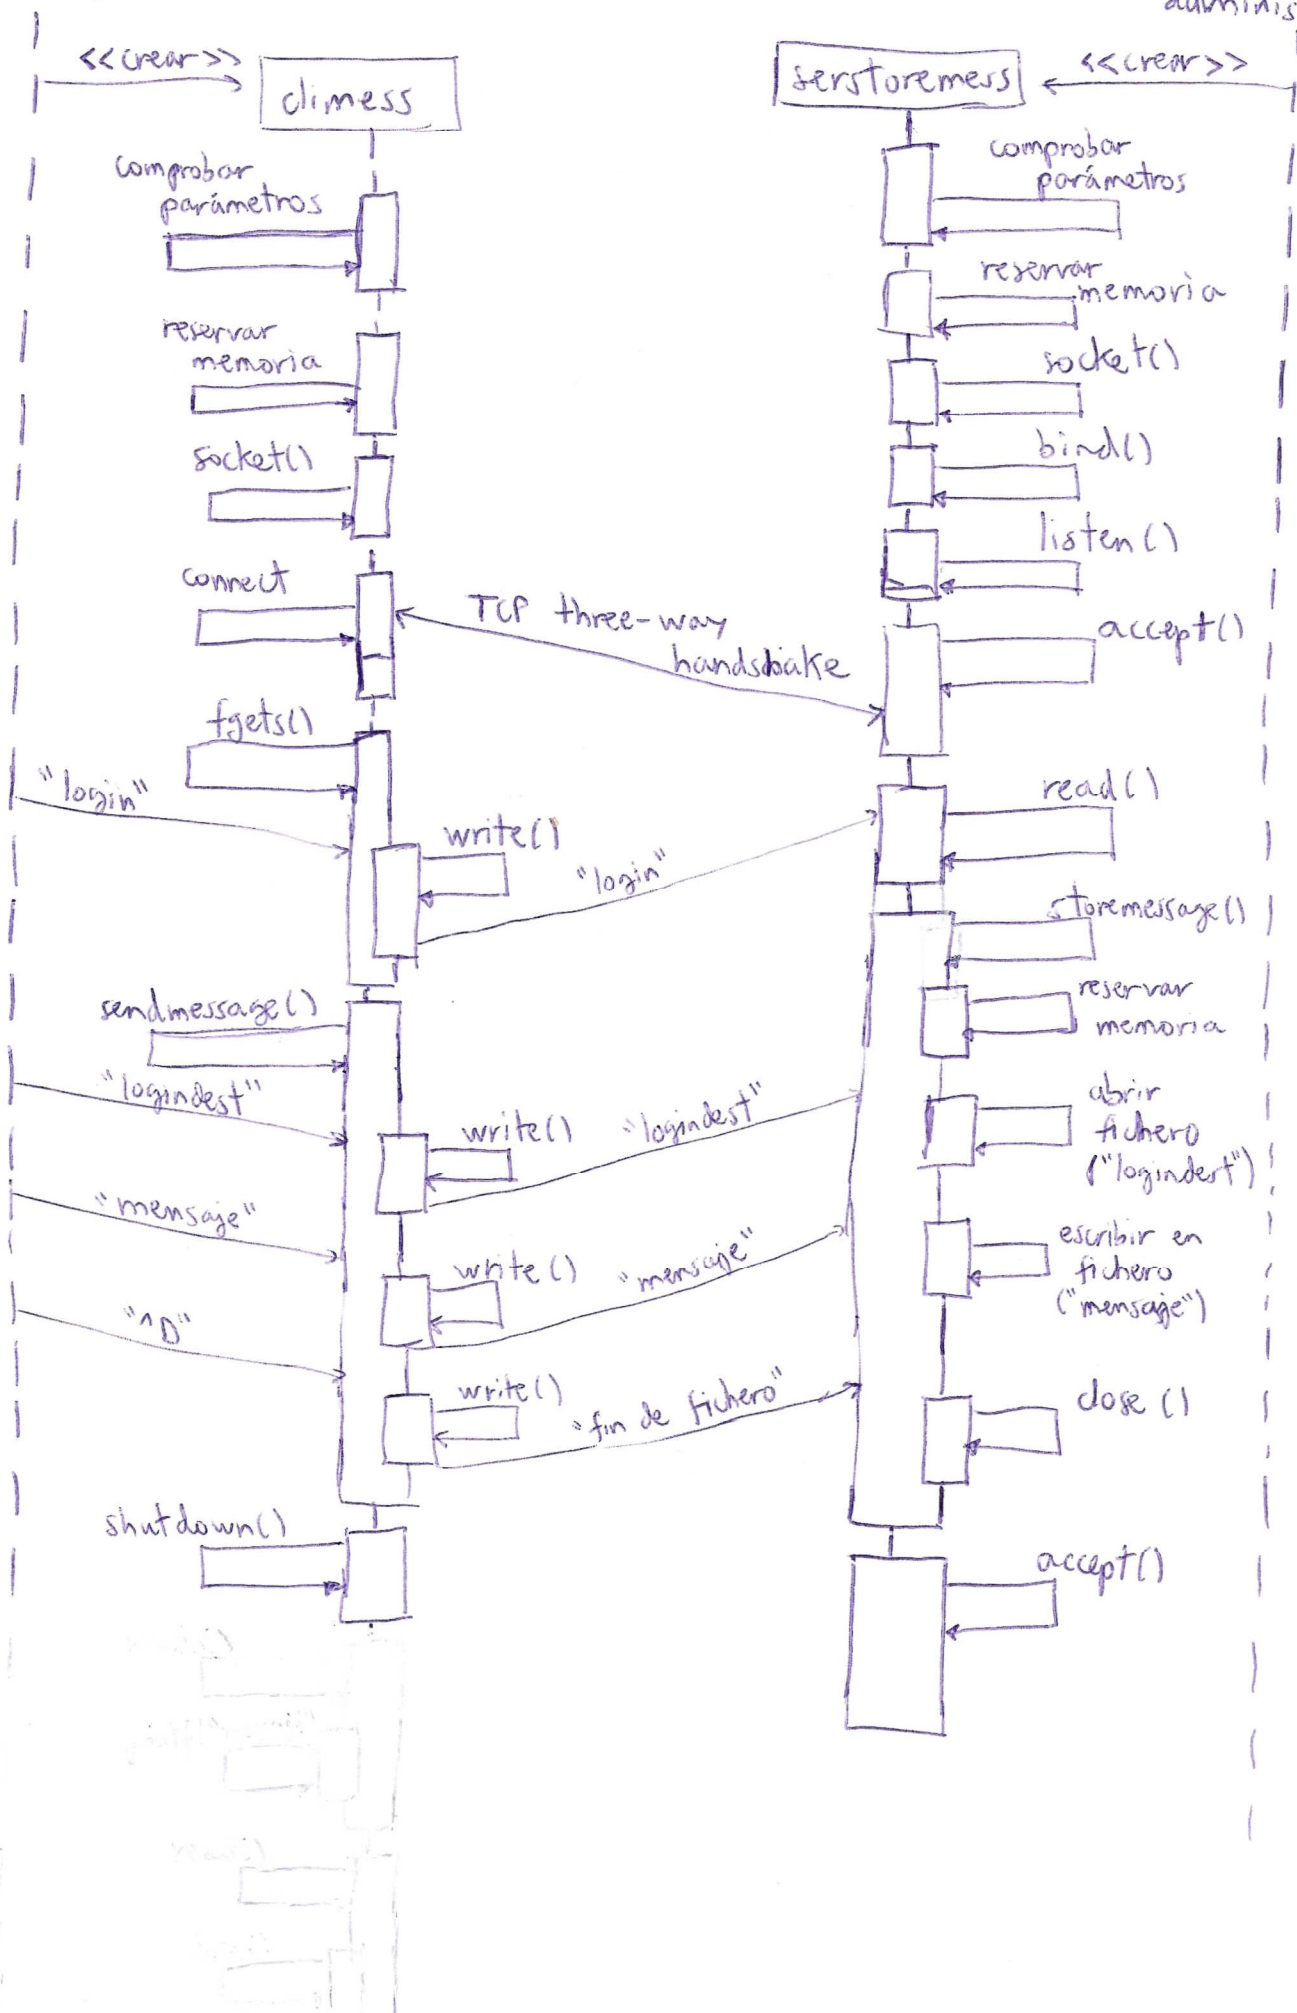 <<crear>>
climess
comprobar
parámetros
reservar
memoria
socket()
connect
fgets()
"login"
write()
"login"
sendmessage()
"logindest"
write()
"logindest"
"mensaje"
write()
"mensaje"
"^D"
write()
"fin de fichero"
shutdown()
TCP three-way
handshake
adminis
serstoremess
<<crear>>
comprobar
parámetros
reservar
memoria
socket()
bind()
listen()
accept()
read()
storemessage()
reservar
memoria
abrir
fichero
("logindest")
escribir en
fichero
("mensaje")
close()
accept()